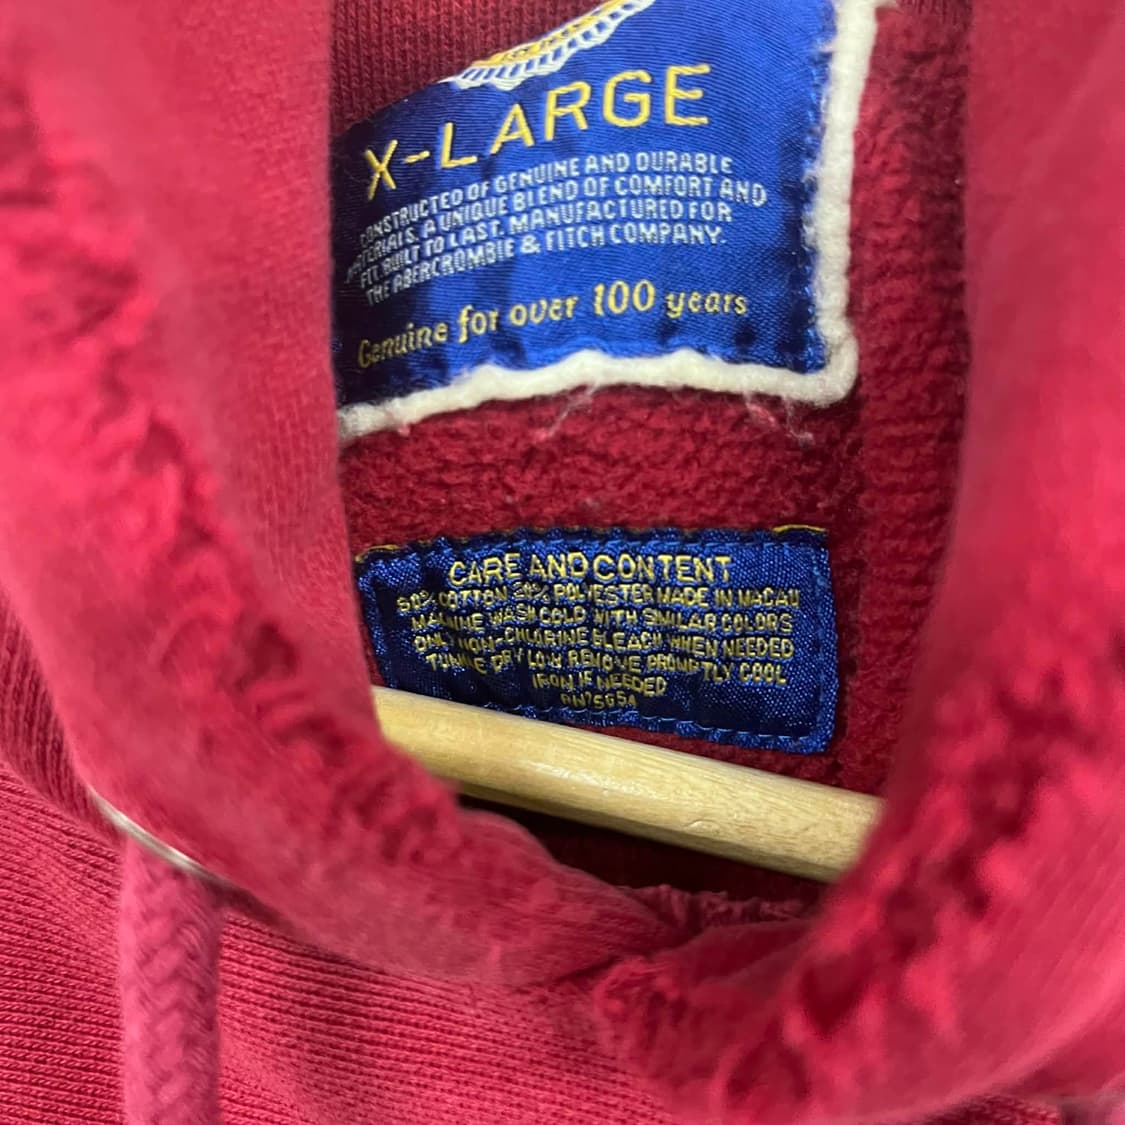 X-LARGE
CONSTRUCTED OF GENUINE AND DURABLE
MATERIALS. A UNIQUE BLEND OF COMFORT AND
FIT. BUILT TO LAST. MANUFACTURED FOR
THE ABERCROMBIE & FITCH COMPANY.
Genuine for over 100 years
CARE AND CONTENT
COTTON POLYESTER MADE IN MACAU
MACHINE WASH COLD WITH SIMILAR COLORS
ONLY NON-CHLORINE BLEACH WHEN NEEDED
TUMBLE DRY LOW REMOVE PROMPTLY COOL
IRON IF NEEDED